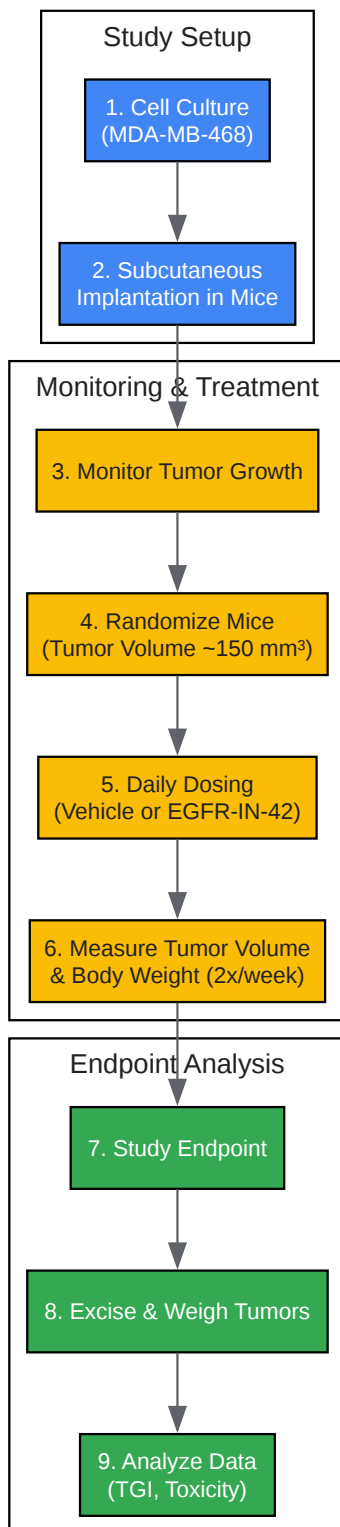 Study Setup
1. Cell Culture
(MDA-MB-468)
2. Subcutaneous
Implantation in Mice
Monitoring & Treatment
3. Monitor Tumor Growth
4. Randomize Mice
(Tumor Volume ~150 mm³)
5. Daily Dosing
(Vehicle or EGFR-IN-42)
6. Measure Tumor Volume
& Body Weight (2x/week)
Endpoint Analysis
7. Study Endpoint
8. Excise & Weigh Tumors
9. Analyze Data
(TGI, Toxicity)